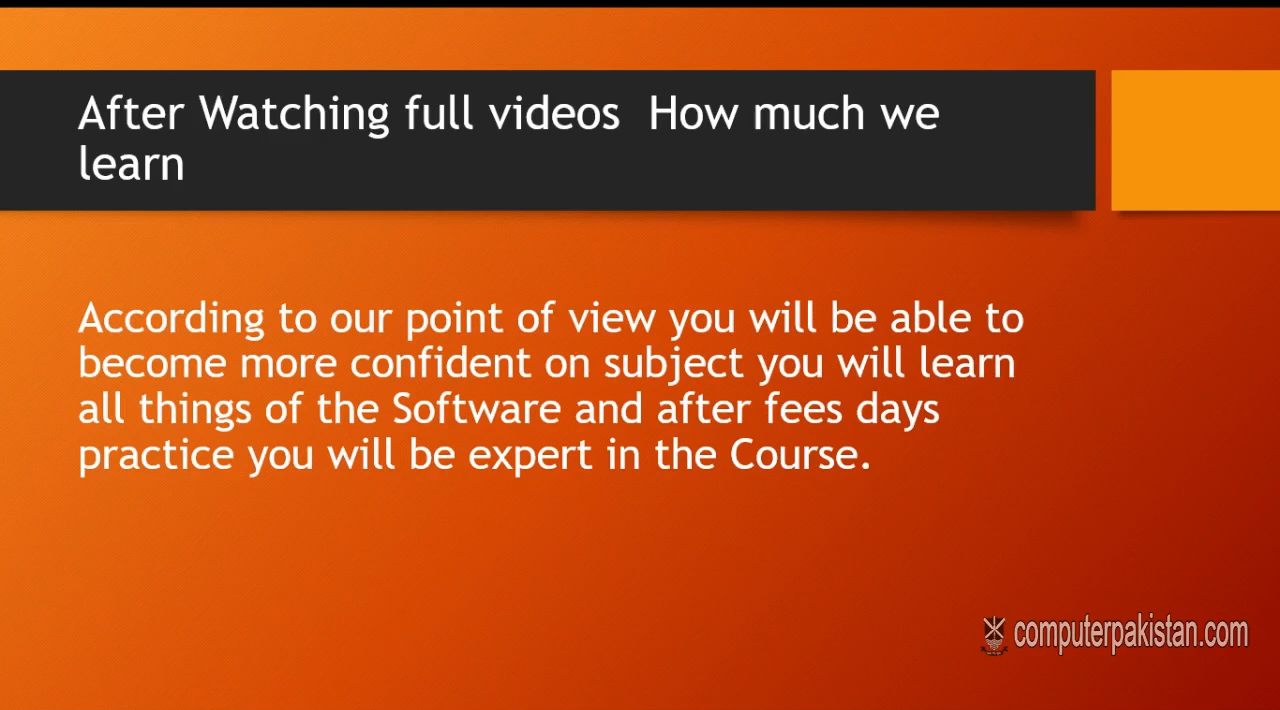 After Watching full videos  How much we
learn
According to our point of view you will be able to
become more confident on subject you will learn
all things of the Software and after fees days
practice you will be expert in the Course.
computerpakistan.com